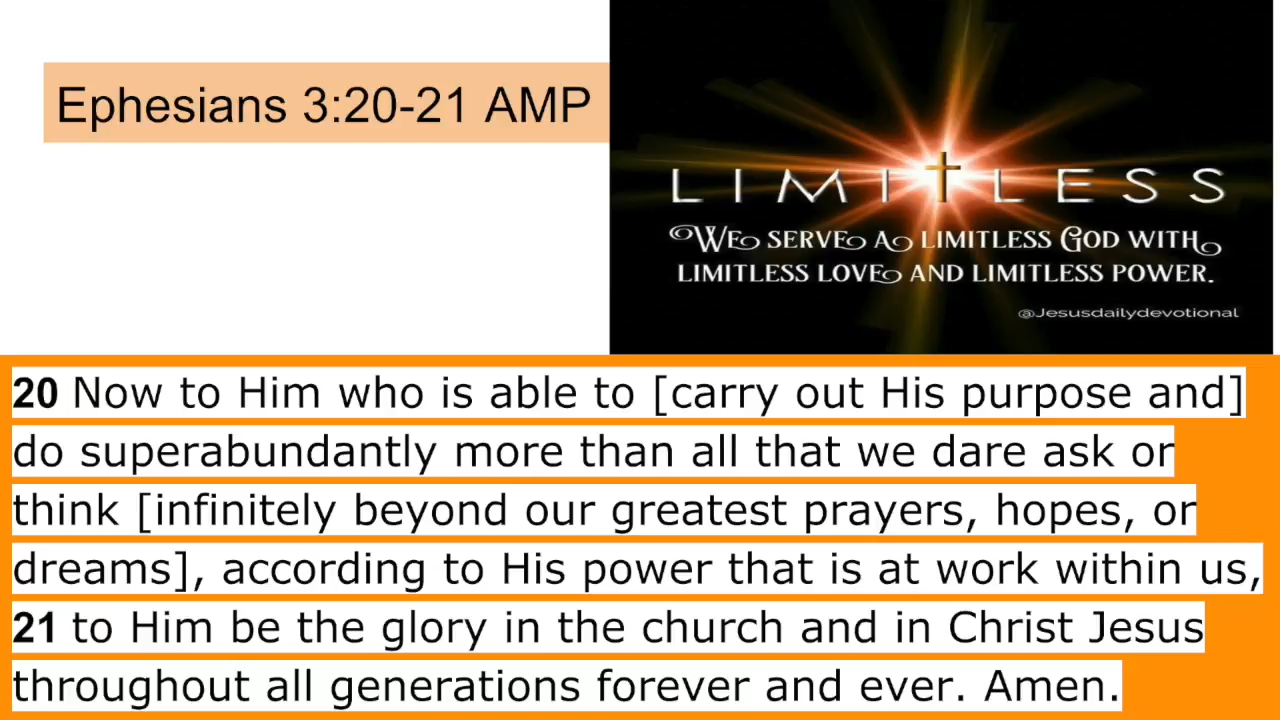 Ephesians 3:20-21 AMP
LIMITLESS
WE SERVE A LIMITLESS GOD WITH
LIMITLESS LOVE AND LIMITLESS POWER.
@Jesusdailydevotional
20 Now to Him who is able to [carry out His purpose and]
do superabundantly more than all that we dare ask or
think [infinitely beyond our greatest prayers, hopes, or
dreams], according to His power that is at work within us,
21 to Him be the glory in the church and in Christ Jesus
throughout all generations forever and ever. Amen.